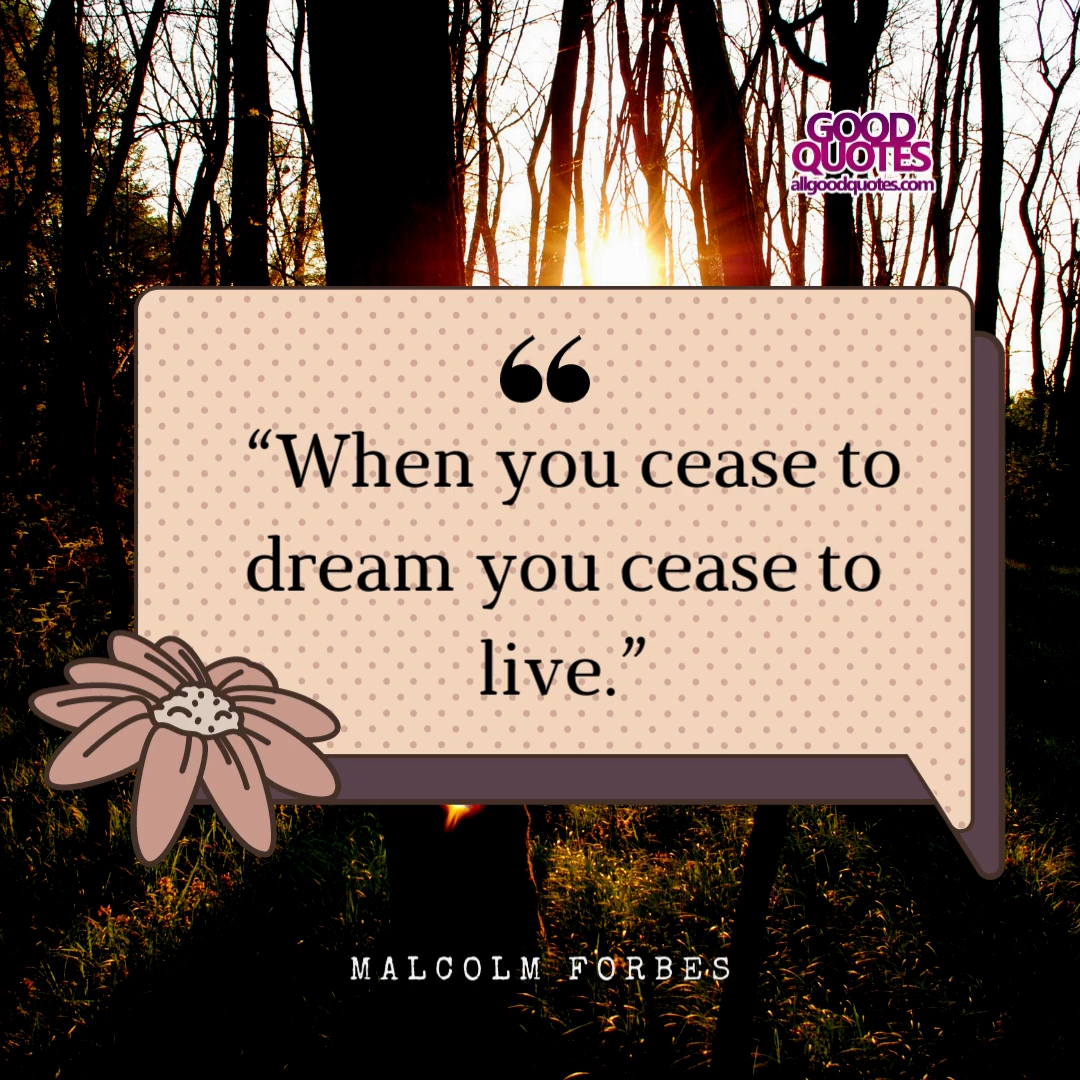 GOOD
QUOTES
allgoodquotes.com
“
“When you cease to
dream you cease to
live.”
MALCOLM FORBES